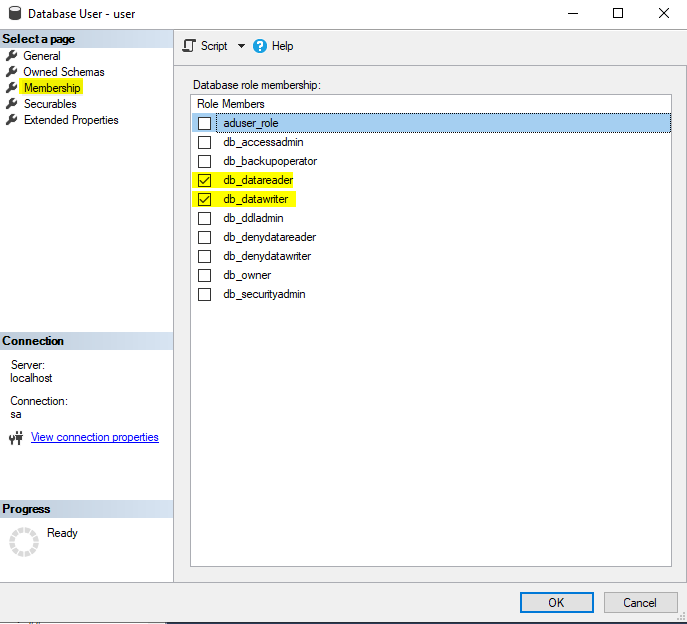 Database User - user
Select a page
General
Owned Schemas
Membership
Securables
Extended Properties
Script
Help
Database role membership:
Role Members
aduser_role
db_accessadmin
db_backupoperator
db_datareader
db_datawriter
db_ddladmin
db_denydatareader
db_denydatawriter
db_owner
db_securityadmin
Connection
Server:
localhost
Connection:
sa
View connection properties
Progress
Ready
OK
Cancel